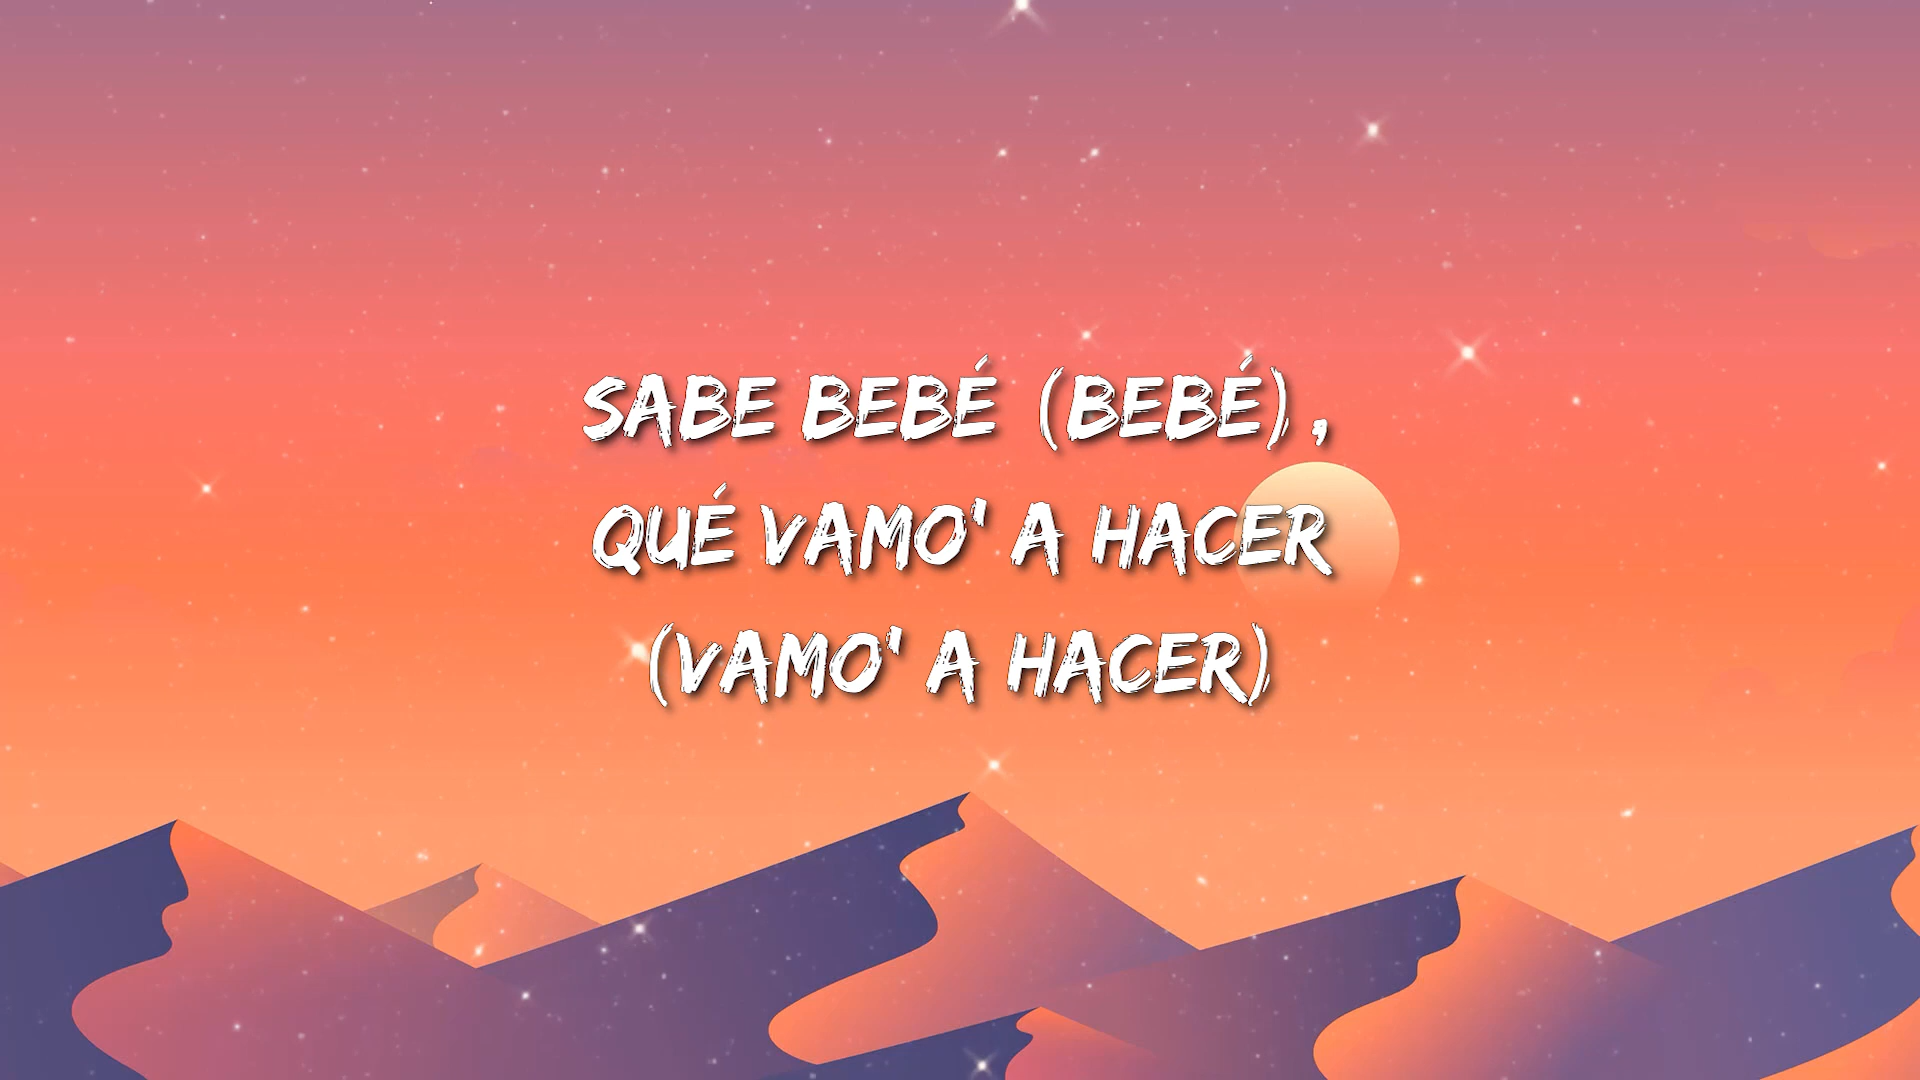 SABE BEBÉ (BEBÉ),
QUÉ VAMO' A HACER
(VAMO' A HACER)